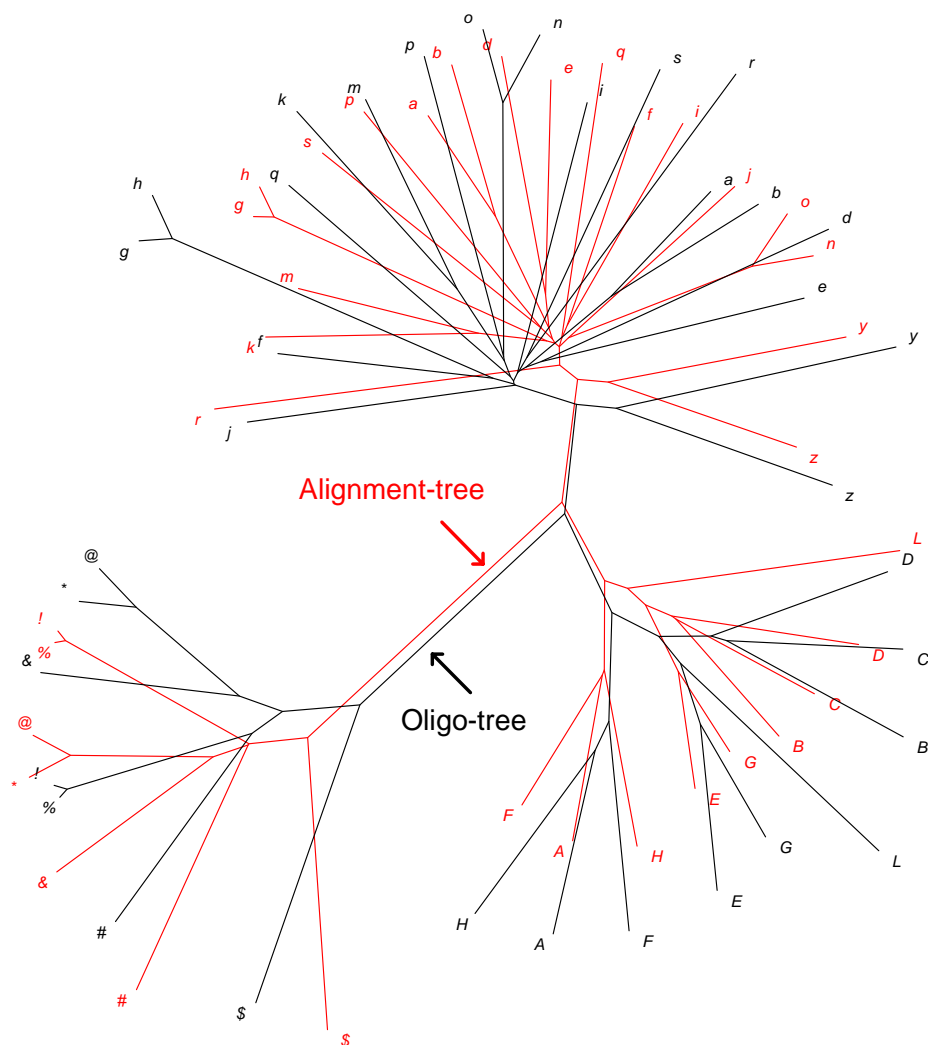 o
n
p
b
d
e
q
s
r
k
m
p
a
i
f
i
s
q
h
g
h
g
a
j
b
o
d
n
m
e
k
f
y
y
r
j
z
z
Alignment-tree
@
*
!
%
&
@
*
!
%
&
#
#
$
$
Oligo-tree
L
D
D
C
C
B
B
G
E
F
A
H
G
L
E
H
A
F